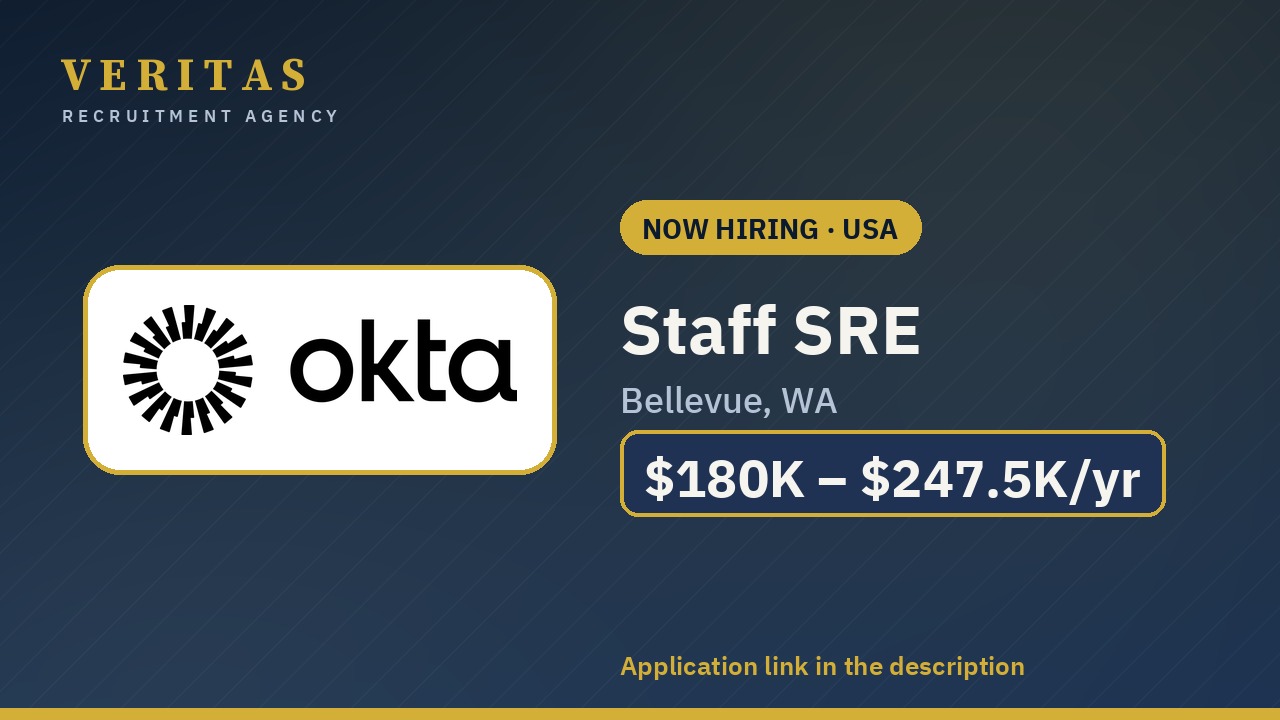 VERITAS
RECRUITMENT AGENCY
NOW HIRING · USA
okta
Staff SRE
Bellevue, WA
$180K – $247.5K/yr
Application link in the description